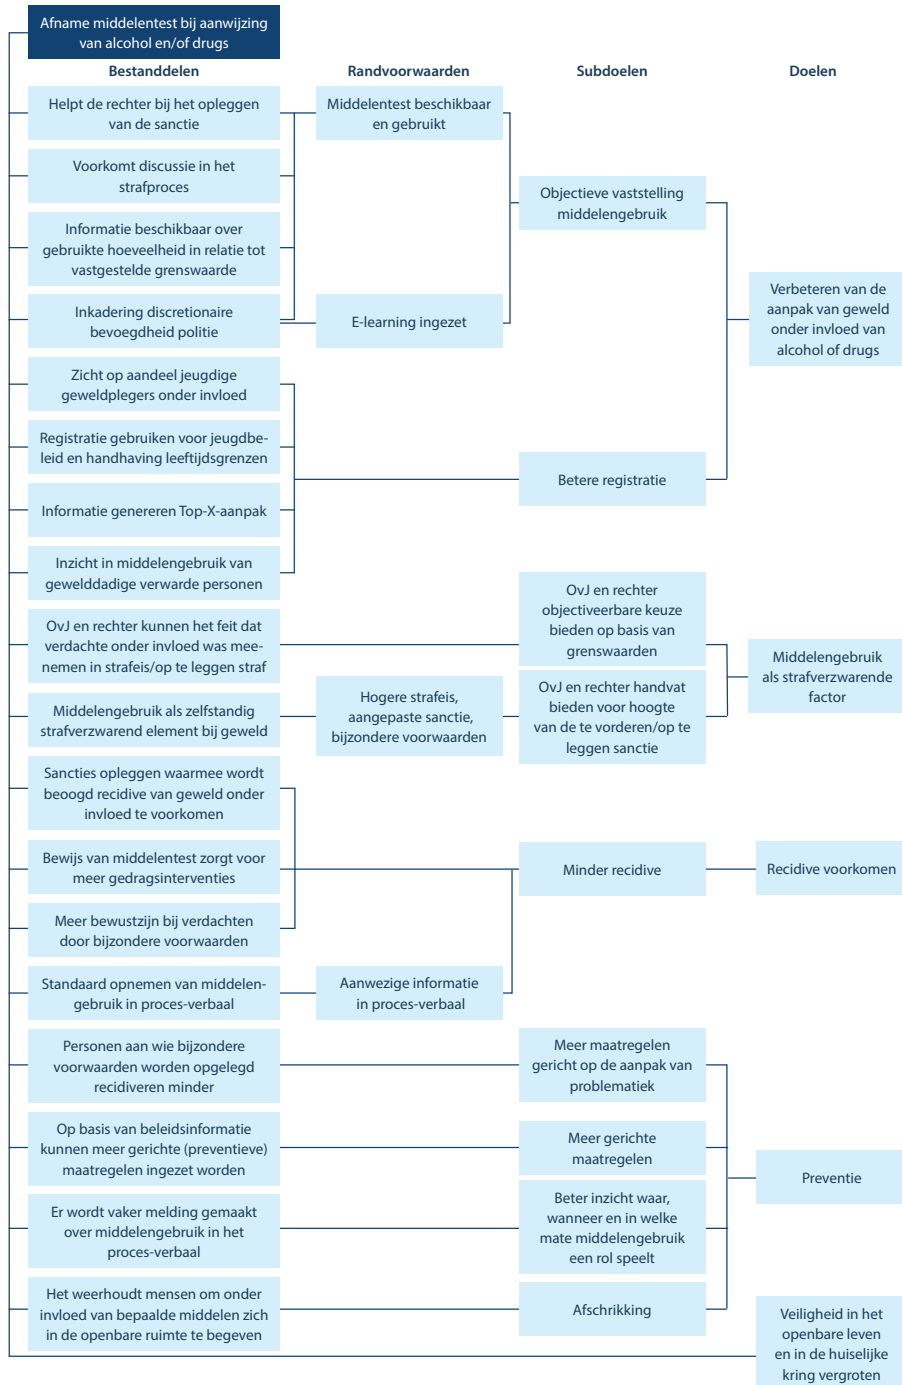 Afname middelentest bij aanwijzing
van alcohol en/of drugs
Bestanddelen
Randvoorwaarden
Subdoelen
Doelen
Helpt de rechter bij het opleggen
van de sanctie
Voorkomt discussie in het
strafproces
Informatie beschikbaar over
gebruikte hoeveelheid in relatie tot
vastgestelde grenswaarde
Inkadering discretionaire
bevoegdheid politie
Zicht op aandeel jeugdige
geweldplegers onder invloed
Registratie gebruiken voor jeugdbe-
leid en handhaving leeftijdsgrenzen
Informatie genereren Top-X-aanpak
Inzicht in middelengebruik van
gewelddadige verwarde personen
OvJ en rechter kunnen het feit dat
verdachte onder invloed was mee-
nemen in strafeis/op te leggen straf
Middelengebruik als zelfstandig
strafverzwarend element bij geweld
Sancties opleggen waarmee wordt
beoogd recidive van geweld onder
invloed te voorkomen
Bewijs van middelentest zorgt voor
meer gedragsinterventies
Meer bewustzijn bij verdachten
door bijzondere voorwaarden
Standaard opnemen van middelen-
gebruik in proces-verbaal
Personen aan wie bijzondere
voorwaarden worden opgelegd
recidiveren minder
Op basis van beleidsinformatie
kunnen meer gerichte (preventieve)
maatregelen ingezet worden
Er wordt vaker melding gemaakt
over middelengebruik in het
proces-verbaal
Het weerhoudt mensen om onder
invloed van bepaalde middelen zich
in de openbare ruimte te begeven
Middelentest beschikbaar
en gebruikt
E-learning ingezet
Hogere strafeis,
aangepaste sanctie,
bijzondere voorwaarden
Aanwezige informatie
in proces-verbaal
Objectieve vaststelling
middelengebruik
Betere registratie
OvJ en rechter
objectiveerbare keuze
bieden op basis van
grenswaarden
OvJ en rechter handvat
bieden voor hoogte
van de te vorderen/op te
leggen sanctie
Minder recidive
Meer maatregelen
gericht op de aanpak van
problematiek
Meer gerichte
maatregelen
Beter inzicht waar,
wanneer en in welke
mate middelengebruik
een rol speelt
Afschrikking
Verbeteren van de
aanpak van geweld
onder invloed van
alcohol of drugs
Middelengebruik
als strafverzwarende
factor
Recidive voorkomen
Preventie
Veiligheid in het
openbare leven
en in de huiselijke
kring vergroten